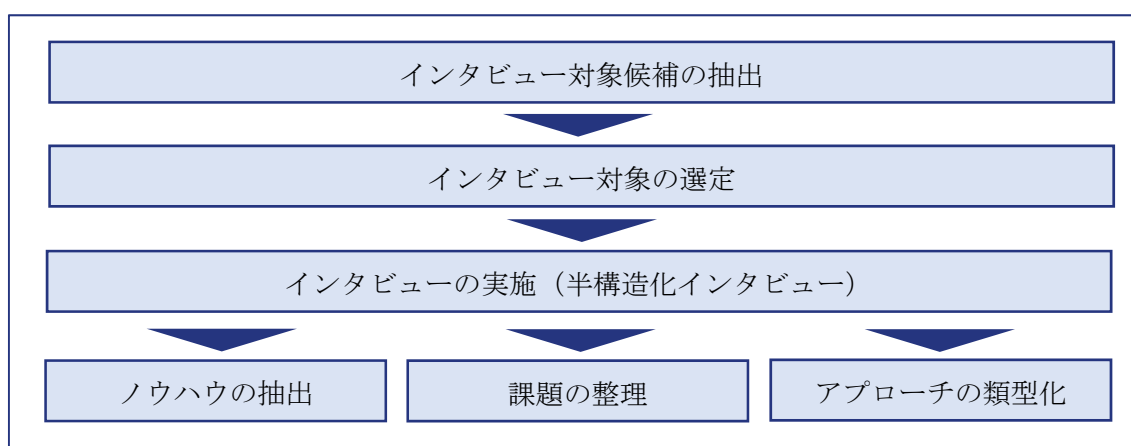 インタビュー対象候補の抽出
インタビュー対象の選定
インタビューの実施（半構造化インタビュー）
ノウハウの抽出
課題の整理
アプローチの類型化